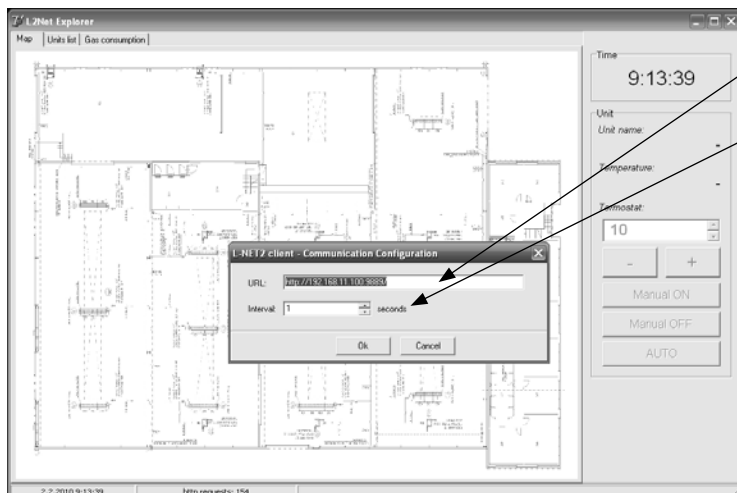 L2Net Explorer
Map Units list Gas consumption
Time
9:13:39
Unit
Unit name:
-
Temperature:
-
Termostat:
10
- +
Manual ON
Manual OFF
AUTO
L-NET2 client - Communication Configuration
URL: http://192.168.11.100:9889/
Interval: 1 seconds
Ok Cancel
2.2.2010 9:13:39 http requests: 154